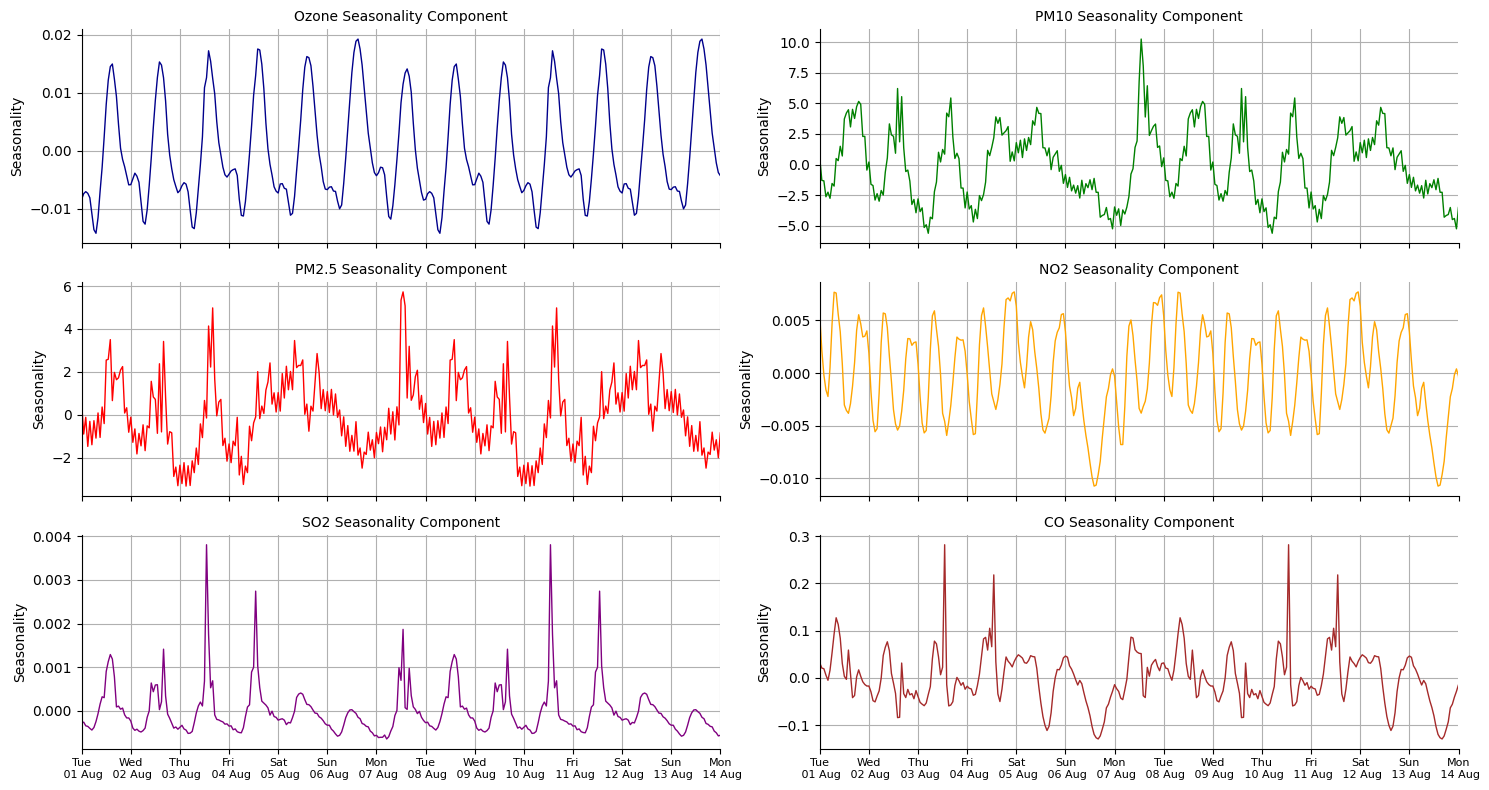 Ozone Seasonality Component
Seasonality
0.02
0.01
0.00
−0.01
PM10 Seasonality Component
Seasonality
10.0
7.5
5.0
2.5
0.0
−2.5
−5.0
PM2.5 Seasonality Component
Seasonality
6
4
2
0
−2
NO2 Seasonality Component
Seasonality
0.005
0.000
−0.005
−0.010
SO2 Seasonality Component
Seasonality
0.004
0.003
0.002
0.001
0.000
Tue Wed Thu Fri Sat Sun Mon Tue Wed Thu Fri Sat Sun Mon
01 Aug 02 Aug 03 Aug 04 Aug 05 Aug 06 Aug 07 Aug 08 Aug 09 Aug 10 Aug 11 Aug 12 Aug 13 Aug 14 Aug
CO Seasonality Component
Seasonality
0.3
0.2
0.1
0.0
−0.1
Tue Wed Thu Fri Sat Sun Mon Tue Wed Thu Fri Sat Sun Mon
01 Aug 02 Aug 03 Aug 04 Aug 05 Aug 06 Aug 07 Aug 08 Aug 09 Aug 10 Aug 11 Aug 12 Aug 13 Aug 14 Aug